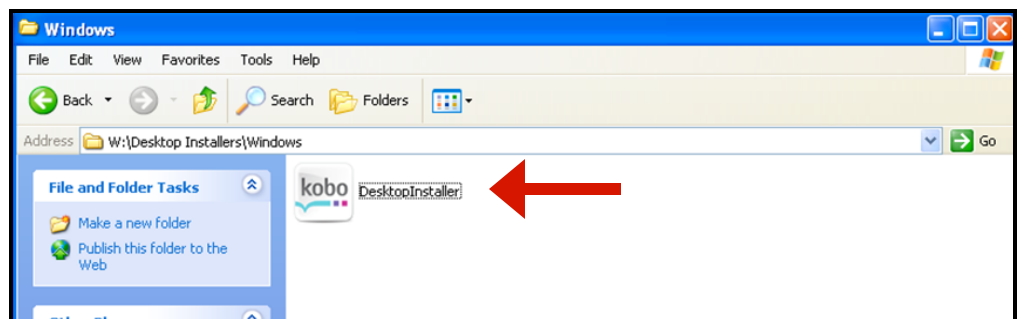 Windows
File Edit View Favorites Tools Help
Back Search Folders
Address W:\Desktop Installers\Windows Go
File and Folder Tasks
kobo DesktopInstaller
Make a new folder
Publish this folder to the
Web